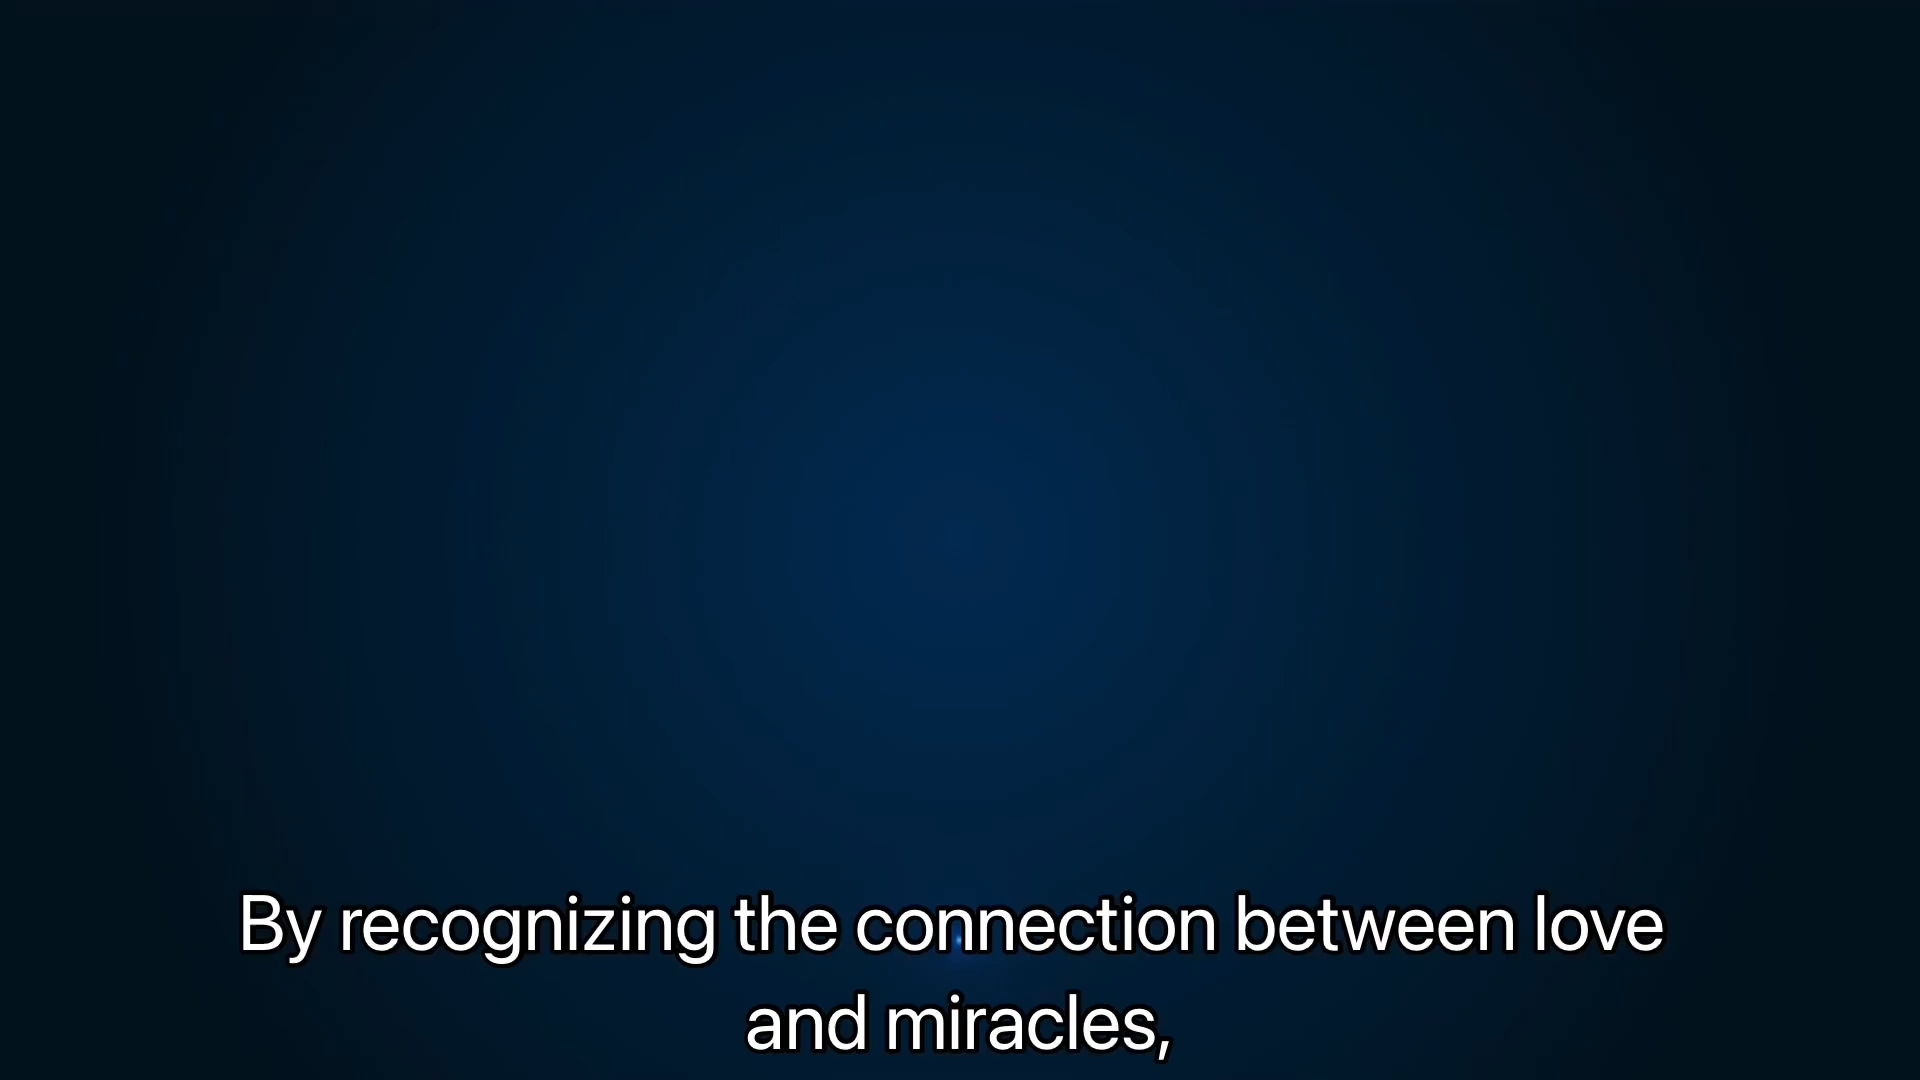 By recognizing the connection between love
and miracles,